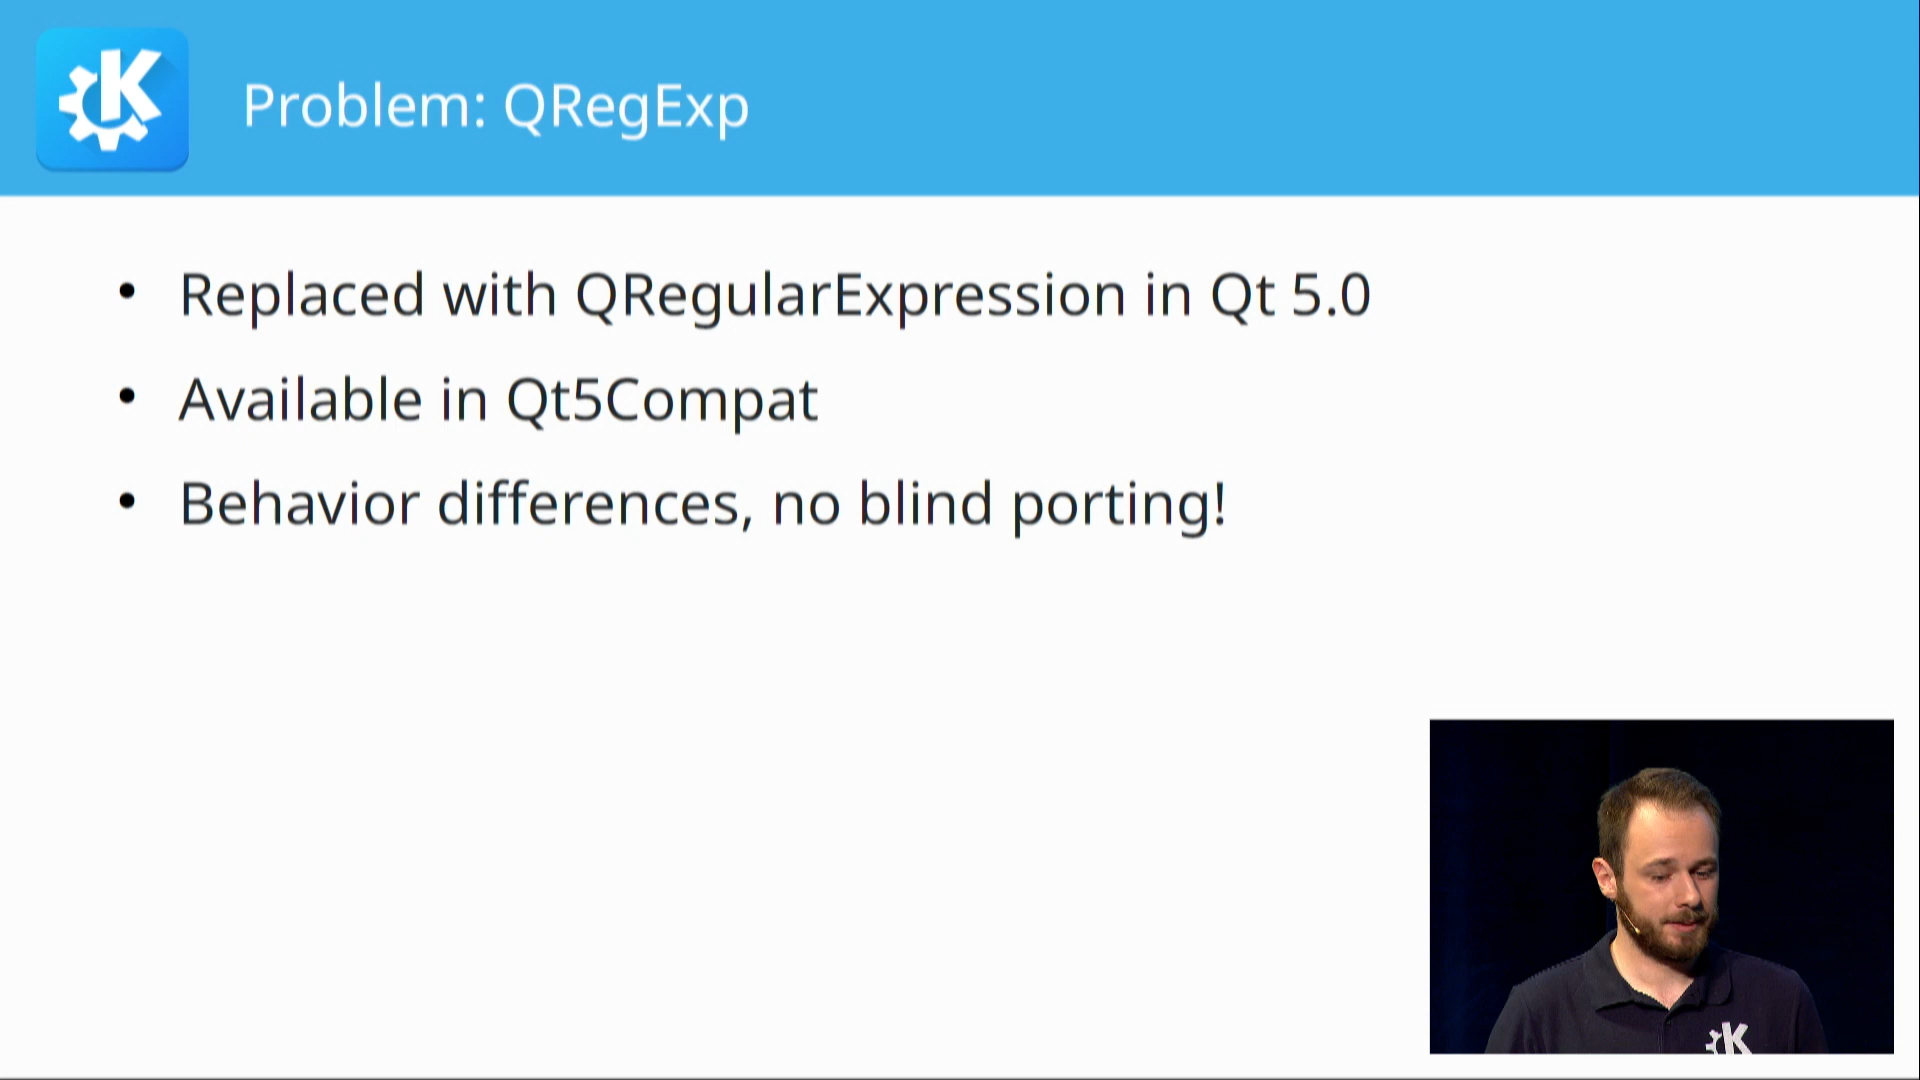 Problem: QRegExp
• Replaced with QRegularExpression in Qt 5.0
• Available in Qt5Compat
• Behavior differences, no blind porting!